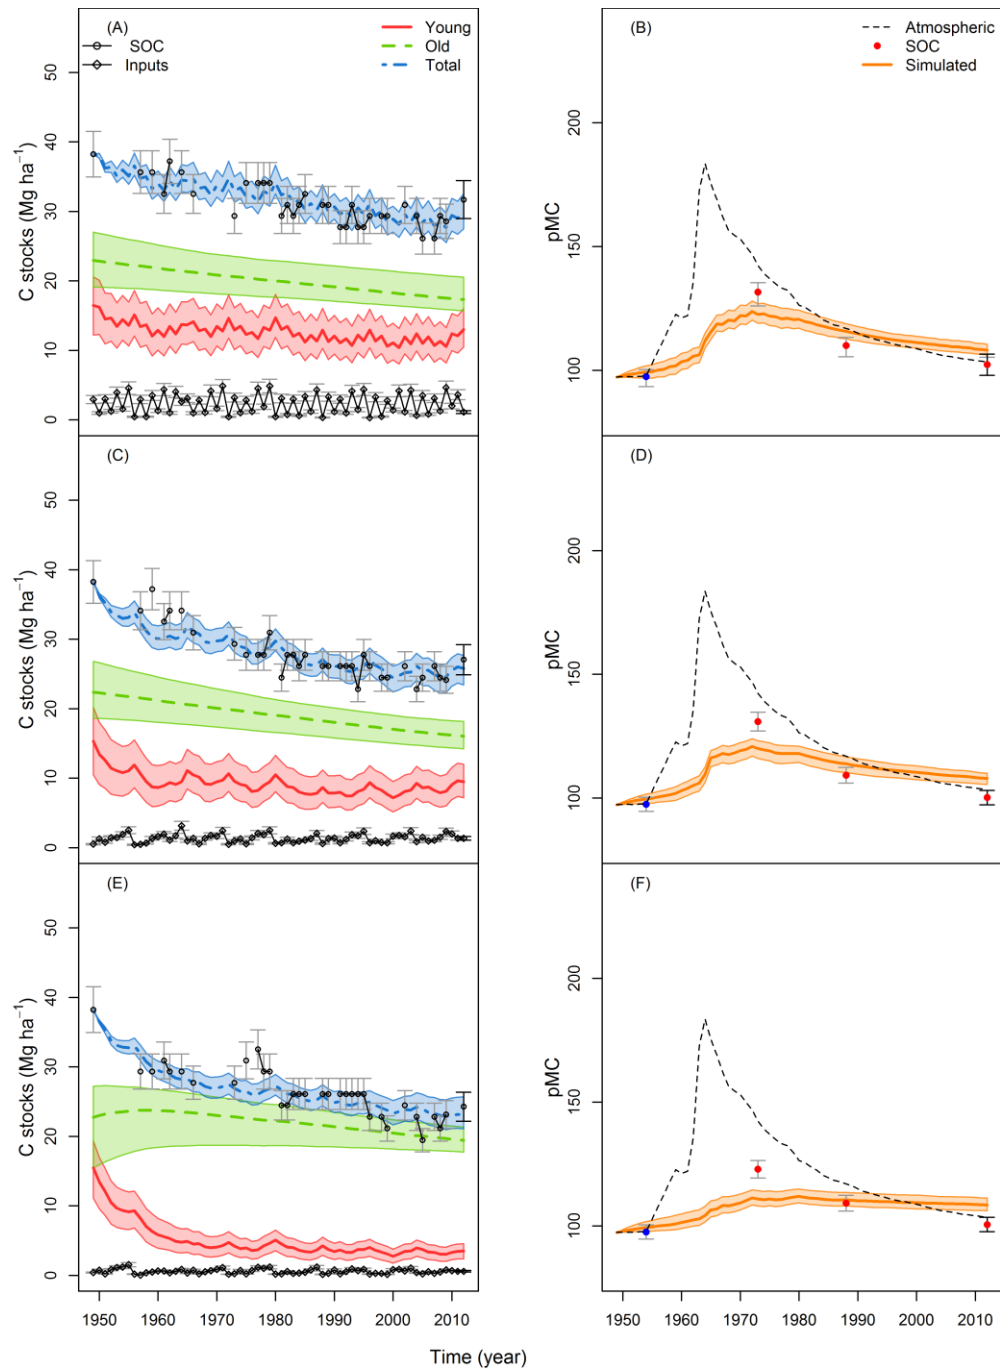 (A)
SOC
Inputs
Young
Old
Total
C stocks (Mg ha⁻¹)
50
40
30
20
10
0
(B)
Atmospheric
SOC
Simulated
pMC
200
150
100
(C)
C stocks (Mg ha⁻¹)
50
40
30
20
10
0
(D)
pMC
200
150
100
(E)
C stocks (Mg ha⁻¹)
50
40
30
20
10
0
1950 1960 1970 1980 1990 2000 2010
(F)
pMC
200
150
100
1950 1960 1970 1980 1990 2000 2010
Time (year)